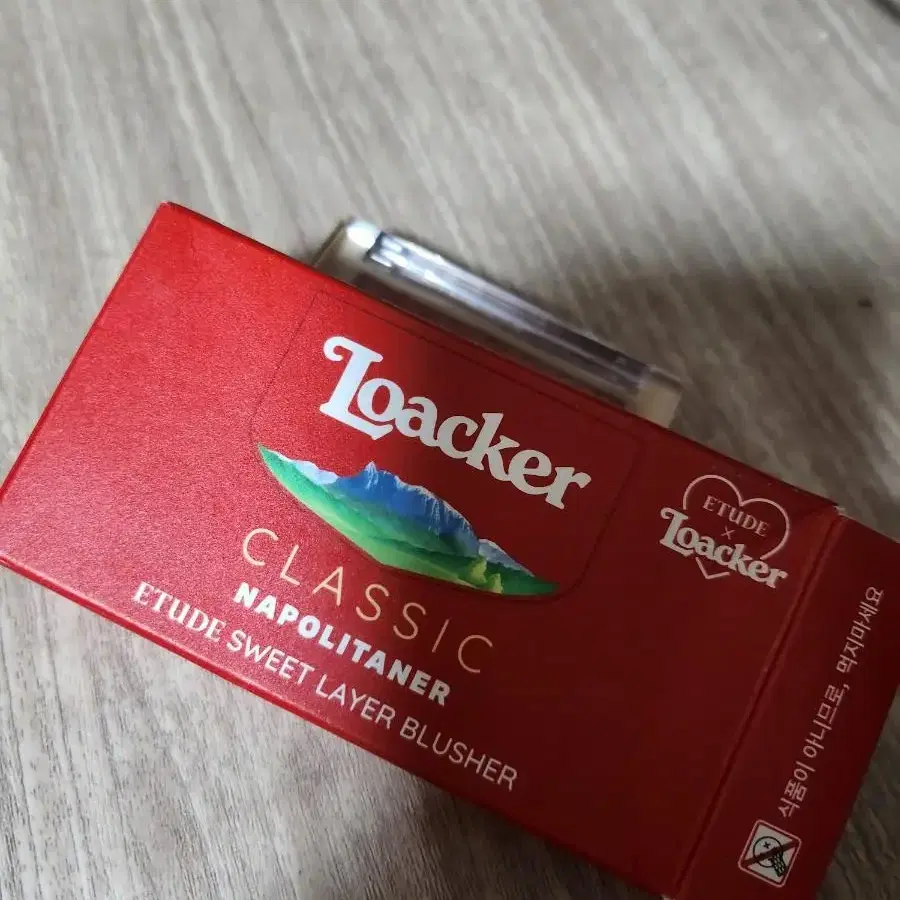 Loacker
CLASSIC
NAPOLITANER
ETUDE SWEET LAYER BLUSHER
ETUDE
×
Loacker
식품이 아니므로, 먹지마세요